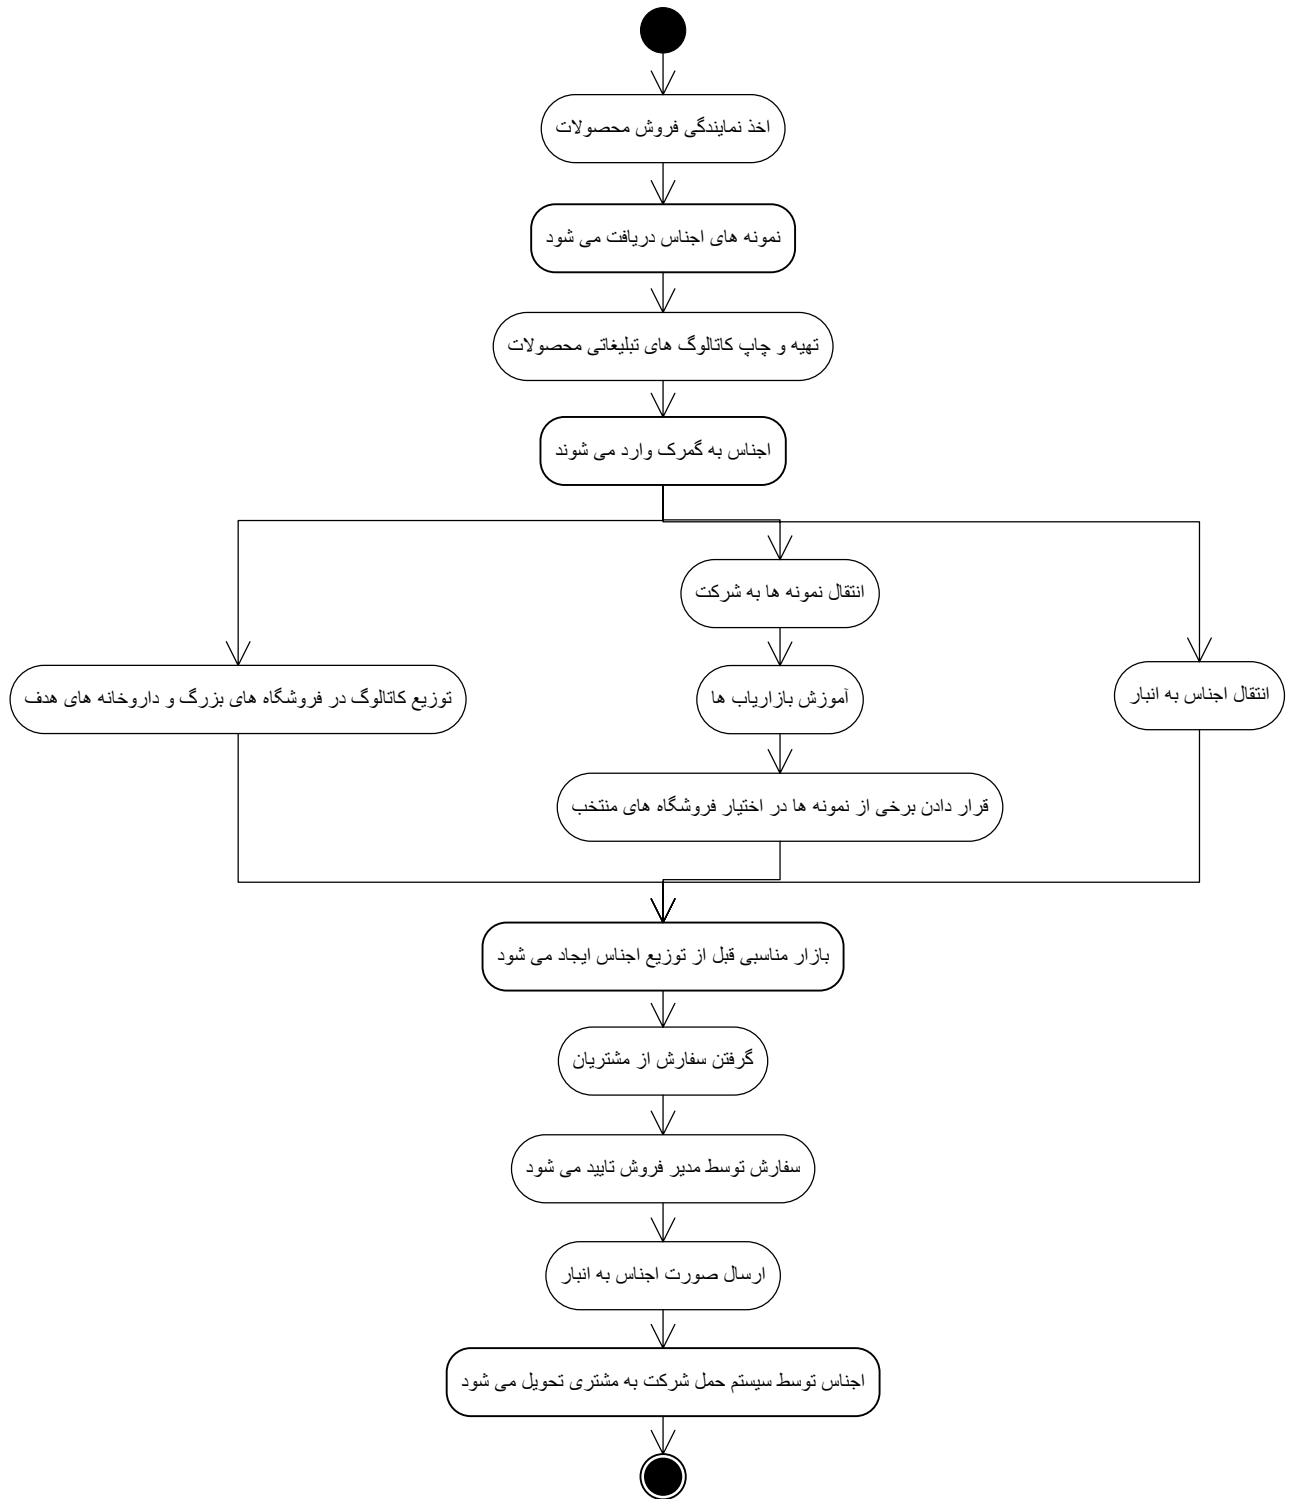 اخذ نمایندگی فروش محصولات
نمونه های اجناس دریافت می شود
تهیه و چاپ کاتالوگ های تبلیغاتی محصولات
اجناس به گمرک وارد می شوند
انتقال نمونه ها به شرکت
انتقال اجناس به انبار
آموزش بازاریاب ها
توزیع کاتالوگ در فروشگاه های بزرگ و داروخانه های هدف
قرار دادن برخی از نمونه ها در اختیار فروشگاه های منتخب
بازار مناسبی قبل از توزیع اجناس ایجاد می شود
گرفتن سفارش از مشتریان
سفارش توسط مدیر فروش تایید می شود
ارسال صورت اجناس به انبار
اجناس توسط سیستم حمل شرکت به مشتری تحویل می شود